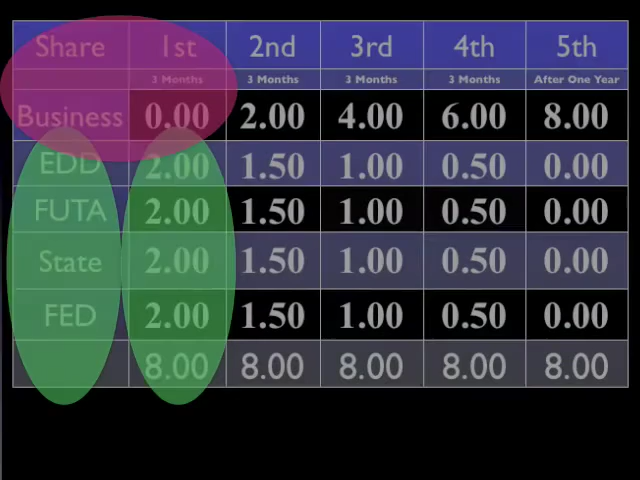 Share 1st 2nd 3rd 4th 5th
3 Months 3 Months 3 Months 3 Months After One Year
Business 0.00 2.00 4.00 6.00 8.00
EDD 2.00 1.50 1.00 0.50 0.00
FUTA 2.00 1.50 1.00 0.50 0.00
State 2.00 1.50 1.00 0.50 0.00
FED 2.00 1.50 1.00 0.50 0.00
8.00 8.00 8.00 8.00 8.00